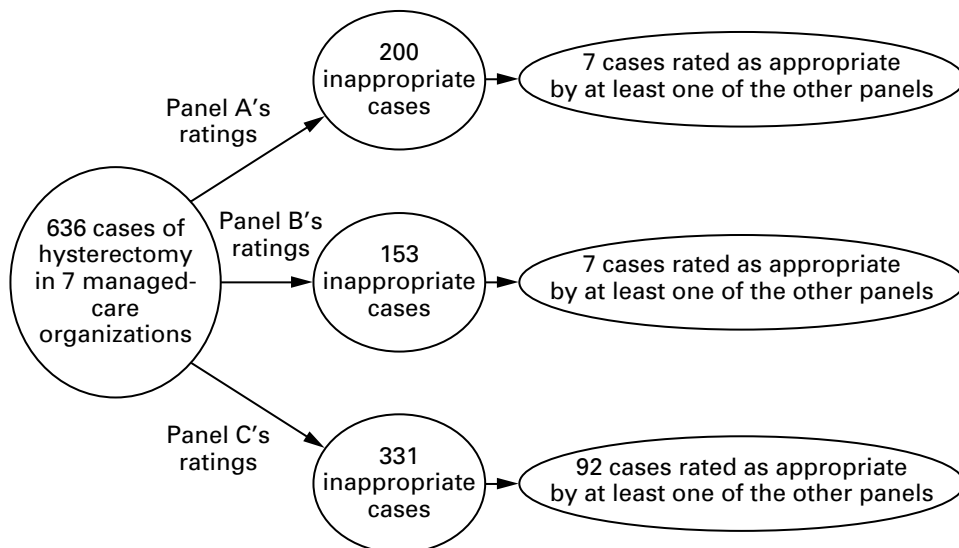 636 cases of
hysterectomy
in 7 managed-
care
organizations
Panel A's
ratings
200
inappropriate
cases
7 cases rated as appropriate
by at least one of the other panels
Panel B's
ratings
153
inappropriate
cases
7 cases rated as appropriate
by at least one of the other panels
Panel C's
ratings
331
inappropriate
cases
92 cases rated as appropriate
by at least one of the other panels